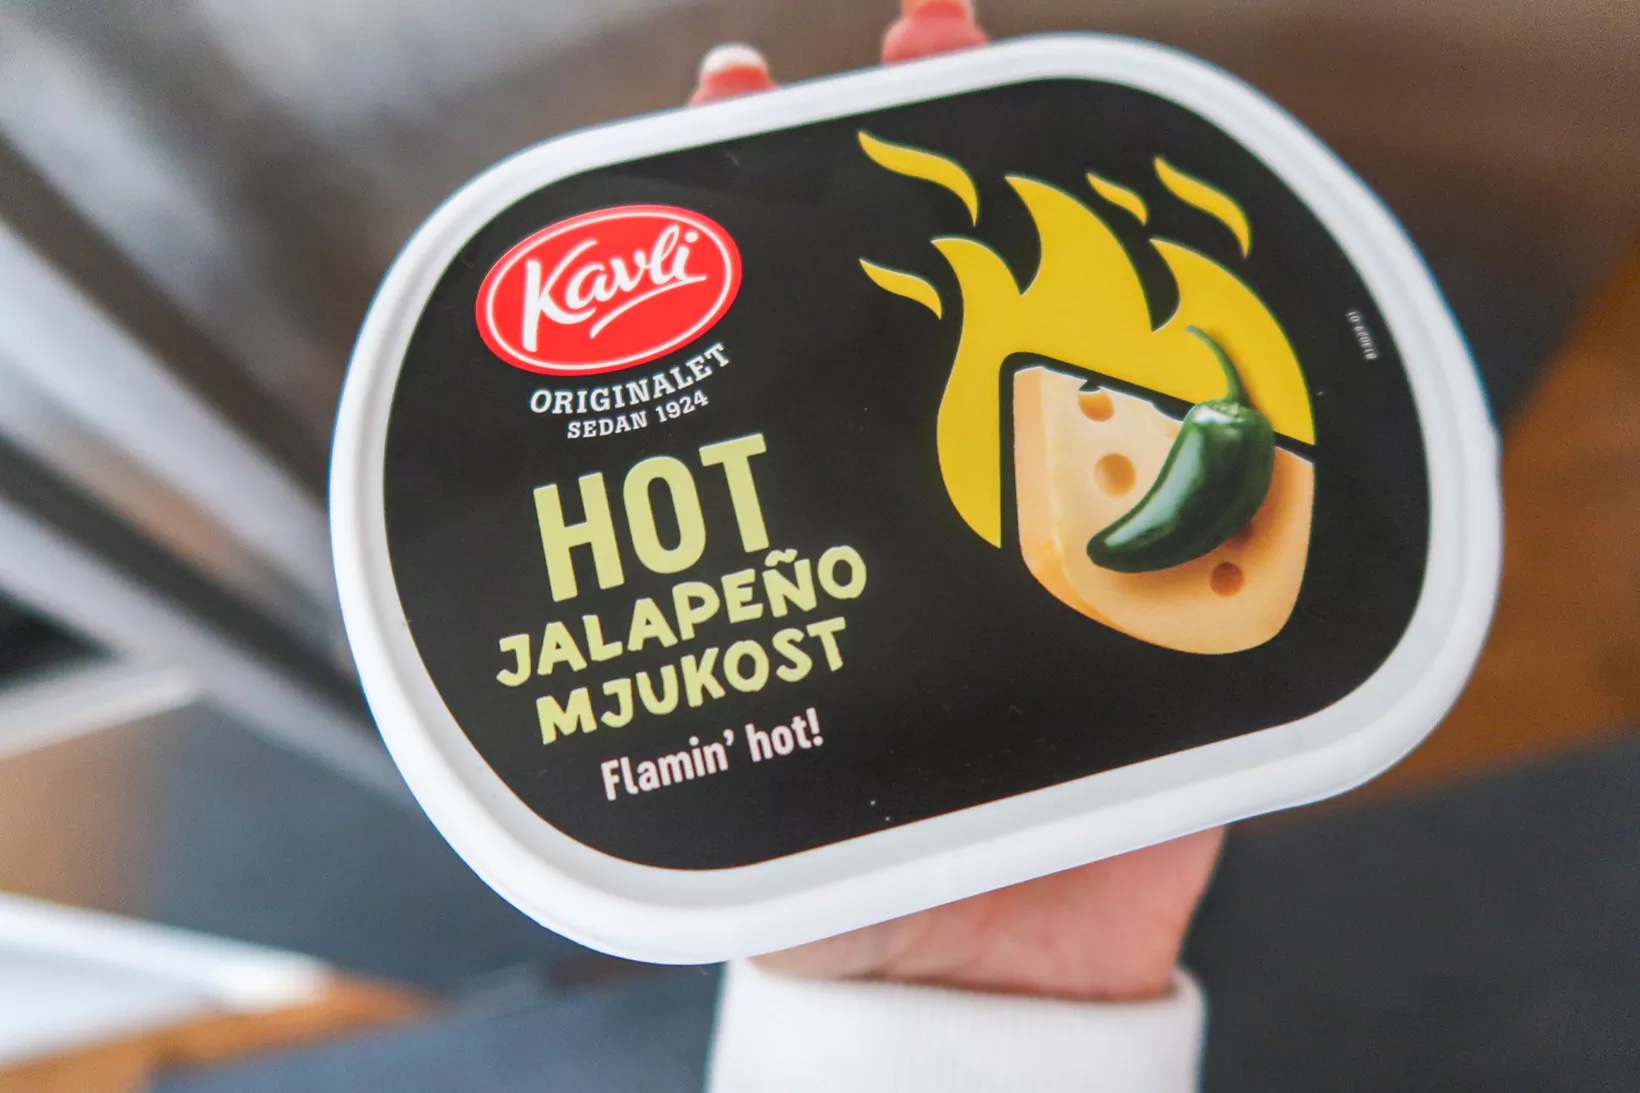 Kavli
ORIGINALET
SEDAN 1924
HOT
JALAPEÑO
MJUKOST
Flamin' hot!